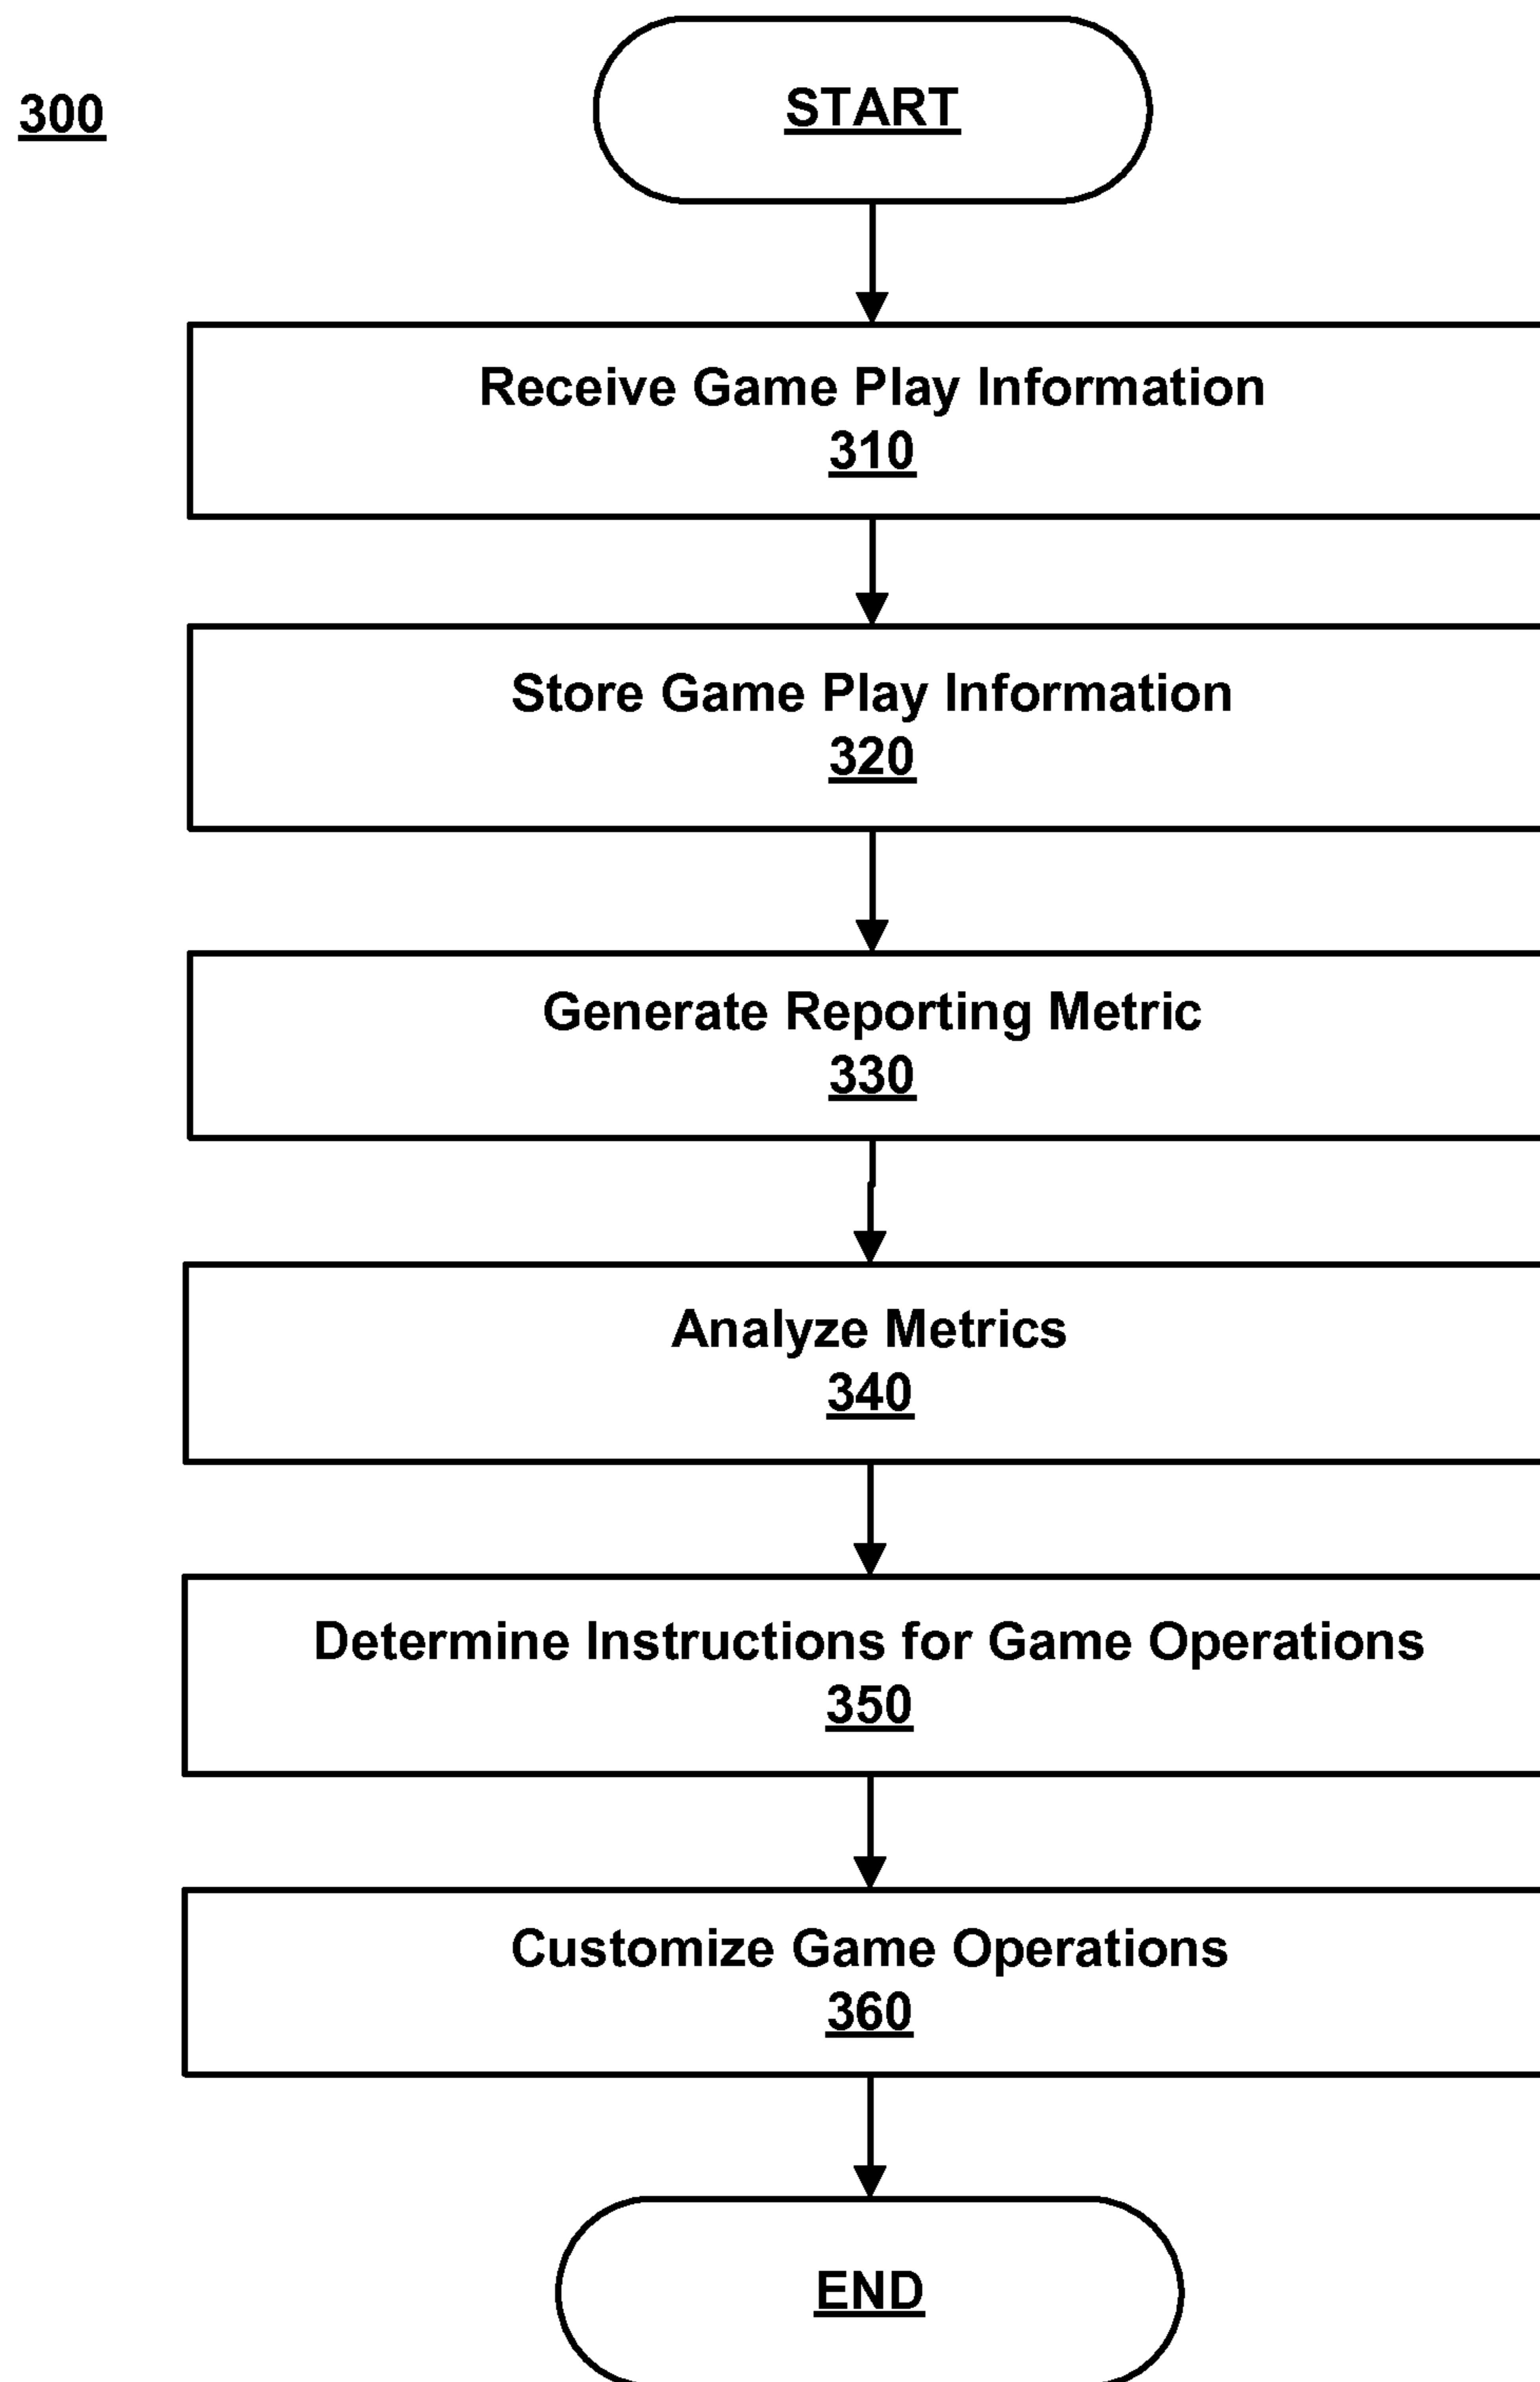 300
START
Receive Game Play Information
310
Store Game Play Information
320
Generate Reporting Metric
330
Analyze Metrics
340
Determine Instructions for Game Operations
350
Customize Game Operations
360
END